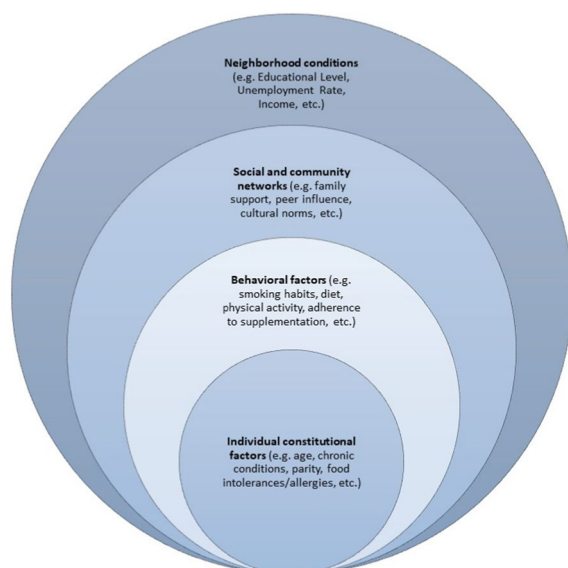 Neighborhood conditions
(e.g. Educational Level,
Unemployment Rate,
Income, etc.)
Social and community
networks (e.g. family
support, peer influence,
cultural norms, etc.)
Behavioral factors (e.g.
smoking habits, diet,
physical activity, adherence
to supplementation, etc.)
Individual constitutional
factors (e.g. age, chronic
conditions, parity, food
intolerances/allergies, etc.)